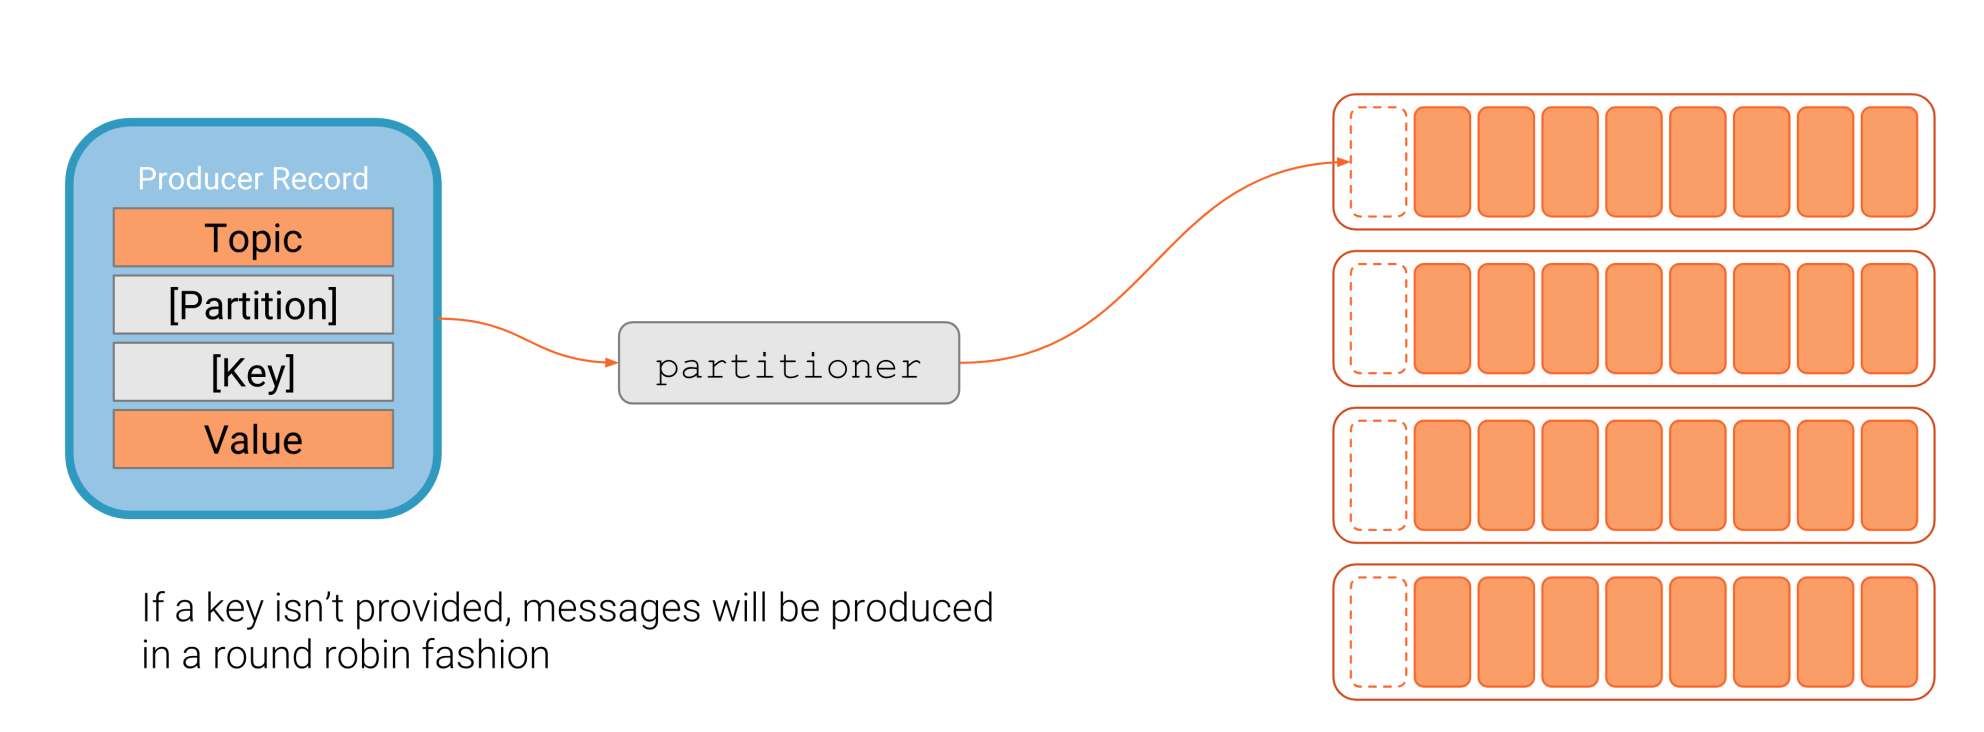 Producer Record
Topic
[Partition]
[Key]
Value
partitioner
If a key isn’t provided, messages will be produced
in a round robin fashion